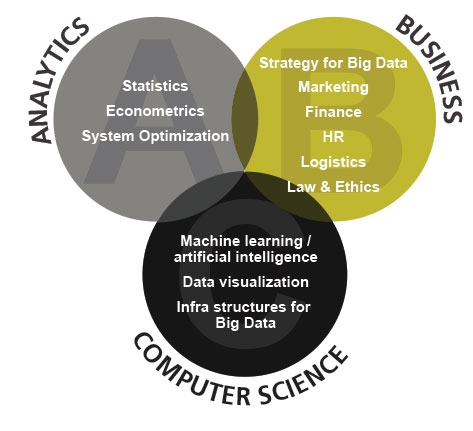 ANALYTICS
A
Statistics
Econometrics
System Optimization
BUSINESS
B
Strategy for Big Data
Marketing
Finance
HR
Logistics
Law & Ethics
C
Machine learning /
artificial intelligence
Data visualization
Infra structures for
Big Data
COMPUTER SCIENCE